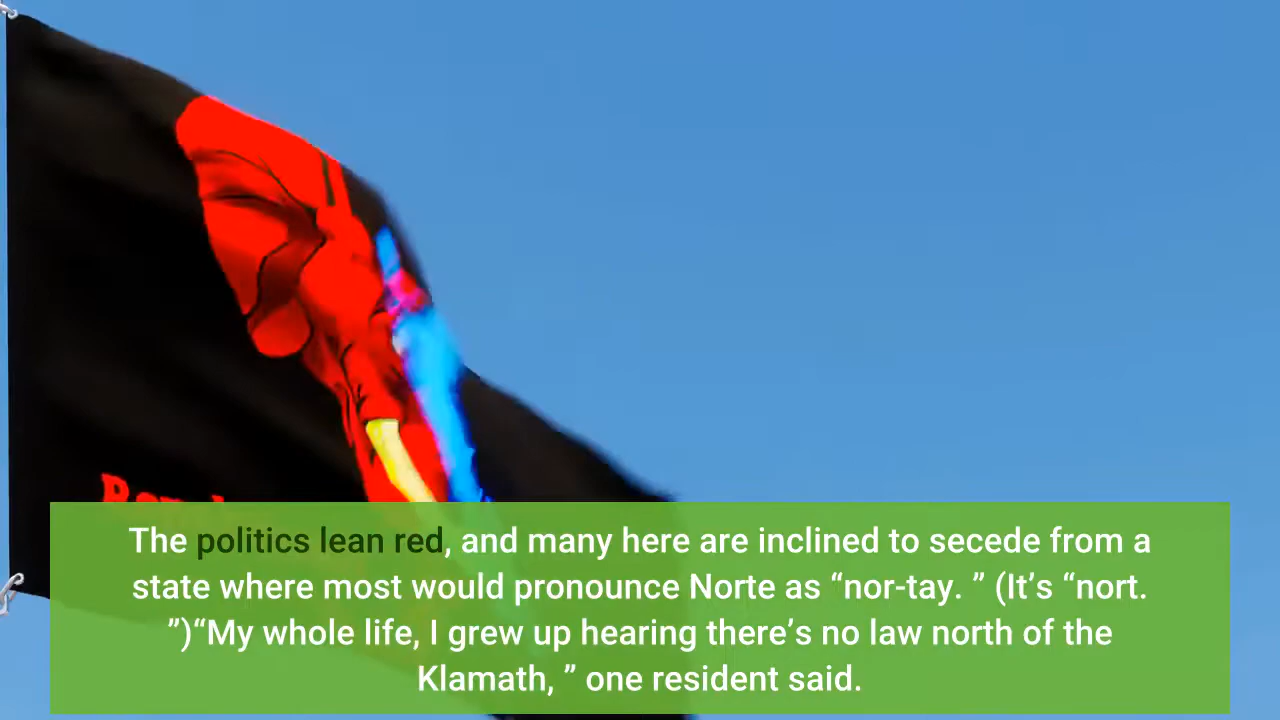 The politics lean red, and many here are inclined to secede from a
state where most would pronounce Norte as “nor-tay. ” (It’s “nort.
”)“My whole life, I grew up hearing there’s no law north of the
Klamath, ” one resident said.